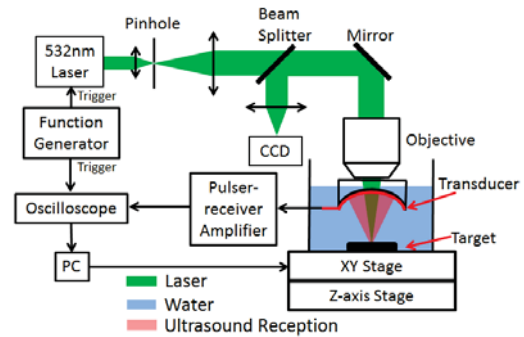 Pinhole
Beam
Splitter
Mirror
532nm
Laser
Trigger
Function
Generator
Trigger
CCD
Objective
Transducer
Pulser-
receiver
Amplifier
Oscilloscope
Target
PC
XY Stage
Z-axis Stage
Laser
Water
Ultrasound Reception